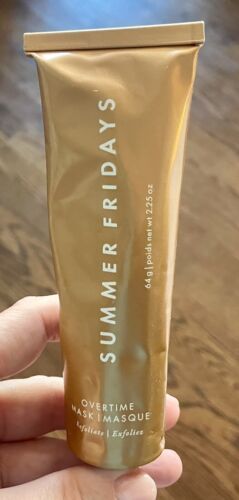 SUMMER FRIDAYS
64 g | poids net wt 2.25 oz
OVERTIME
MASK | MASQUE
Exfoliate | Exfoliez